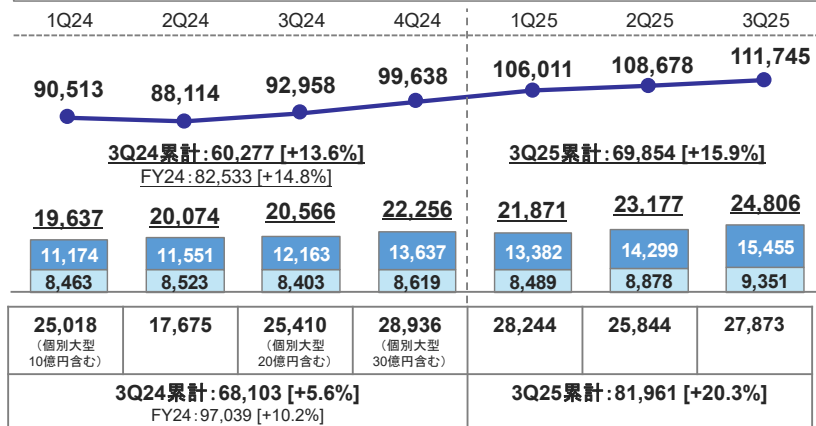 1Q24 2Q24 3Q24 4Q24 1Q25 2Q25 3Q25
90,513 88,114 92,958 99,638 106,011 108,678 111,745
3Q24累計:60,277 [+13.6%] 3Q25累計:69,854 [+15.9%]
FY24:82,533 [+14.8%]
19,637 20,074 20,566 22,256 21,871 23,177 24,806
11,174 11,551 12,163 13,637 13,382 14,299 15,455
8,463 8,523 8,403 8,619 8,489 8,878 9,351
25,018 17,675 25,410 28,936 28,244 25,844 27,873
(個別大型 (個別大型 (個別大型
10億円含む) 20億円含む) 30億円含む)
3Q24累計:68,103 [+5.6%] 3Q25累計:81,961 [+20.3%]
FY24:97,039 [+10.2%]